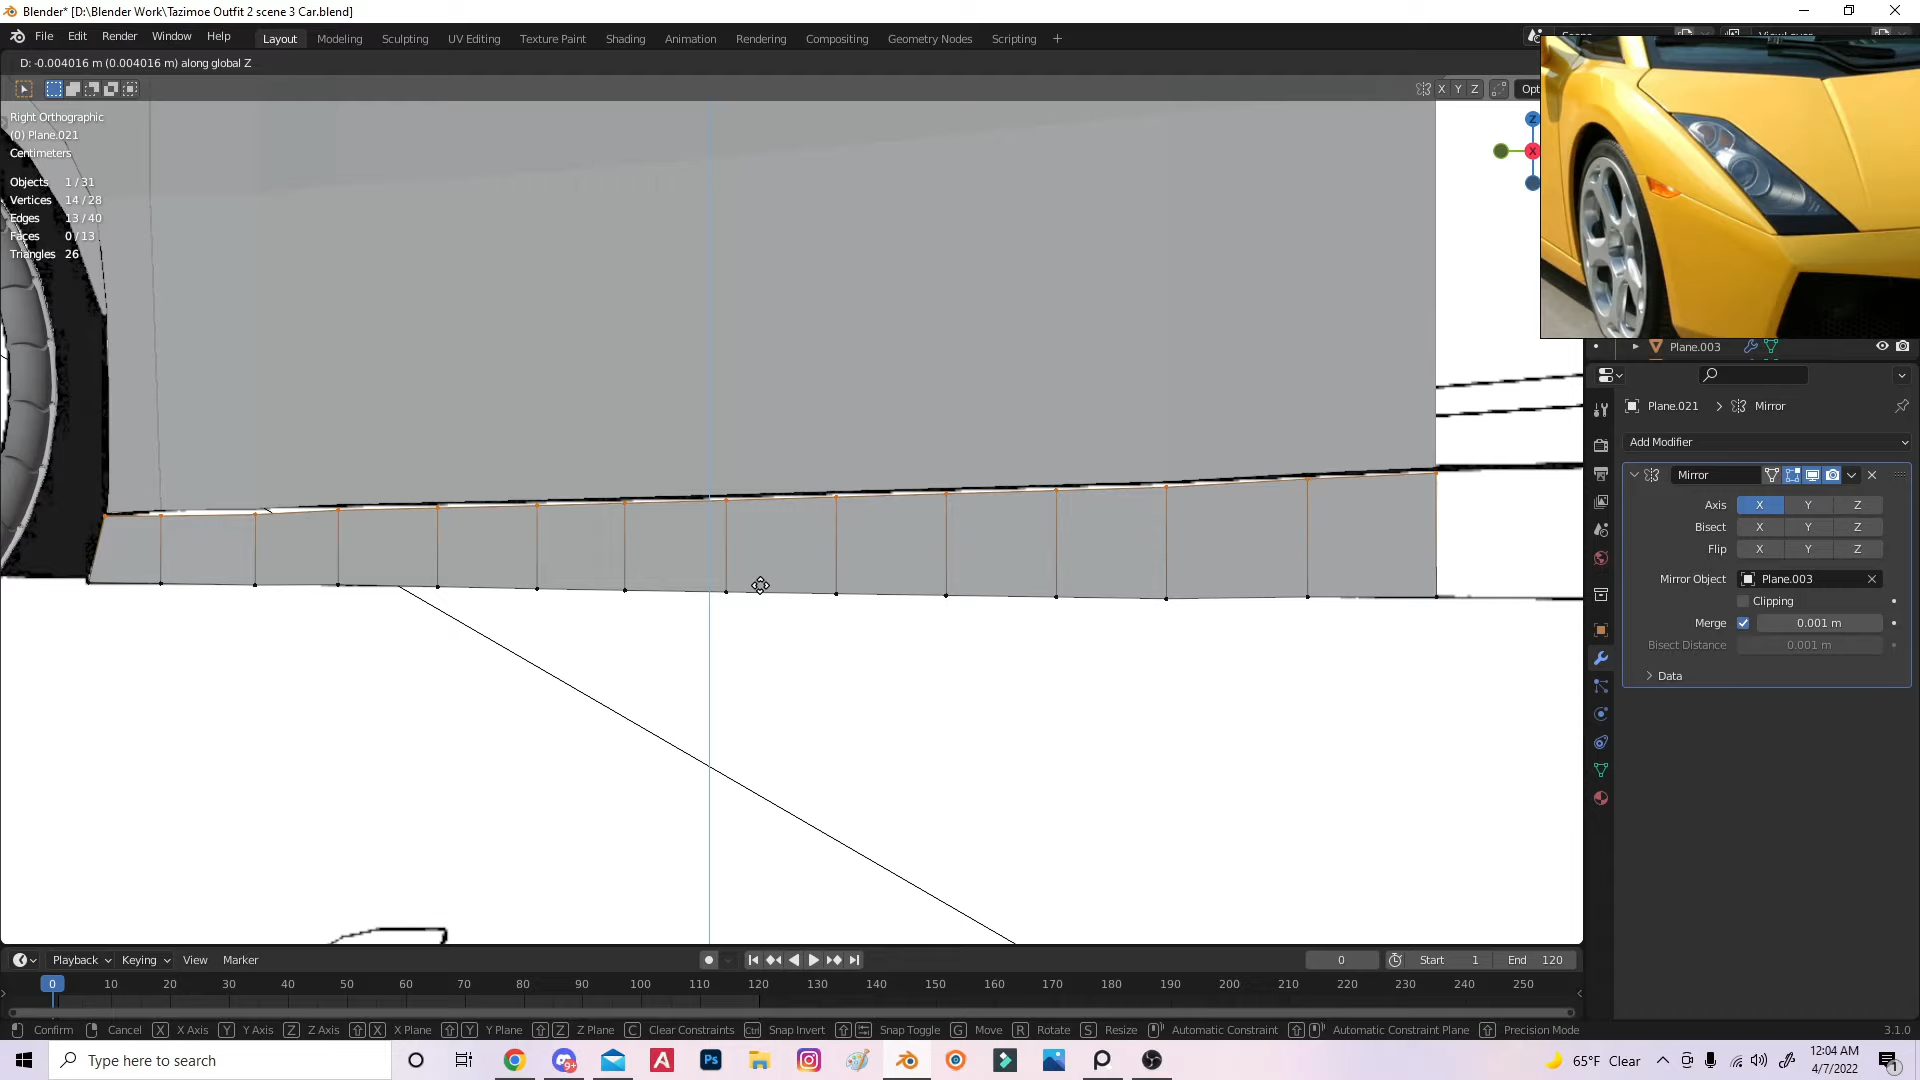 Blender* [D:\Blender Work\Tazimoe Outfit 2 scene 3 Car.blend]
File Edit Render Window Help Layout Modeling Sculpting UV Editing Texture Paint Shading Animation Rendering Compositing Geometry Nodes Scripting +
D: -0.004016 m (0.004016 m) along global Z
X Y Z Opt
Right Orthographic
(0) Plane.021
Centimeters
Objects 1 / 31
Vertices 14 / 28
Edges 13 / 40
Faces 0 / 13
Triangles 26
Z
X
Plane.003
Plane.021 > Mirror
Add Modifier
Mirror
Axis X Y Z
Bisect X Y Z
Flip X Y Z
Mirror Object Plane.003
Clipping
Merge 0.001 m
Bisect Distance 0.001 m
Data
Playback Keying View Marker 0 Start 1 End 120
0 10 20 30 40 50 60 70 80 90 100 110 120 130 140 150 160 170 180 190 200 210 220 230 240 250
Confirm Cancel X X Axis Y Y Axis Z Z Axis X X Plane Y Y Plane Z Z Plane C Clear Constraints Ctrl Snap Invert Snap Toggle G Move R Rotate S Resize Automatic Constraint Automatic Constraint Plane Precision Mode 3.1.0
Type here to search 9+ Ps 65°F Clear 12:04 AM
4/7/2022 1